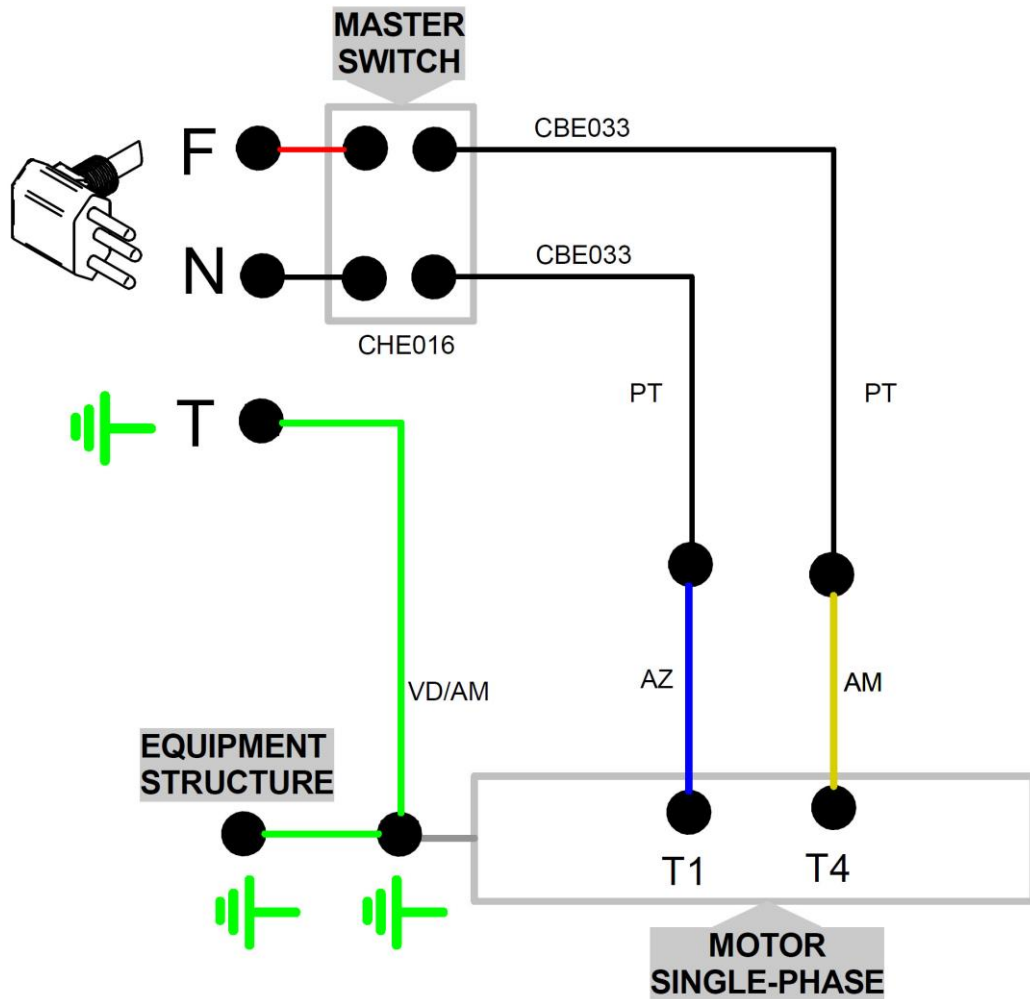 MASTER
SWITCH
F
CBE033
N
CBE033
CHE016
PT
PT
T
AZ
AM
VD/AM
EQUIPMENT
STRUCTURE
T1
T4
MOTOR
SINGLE-PHASE